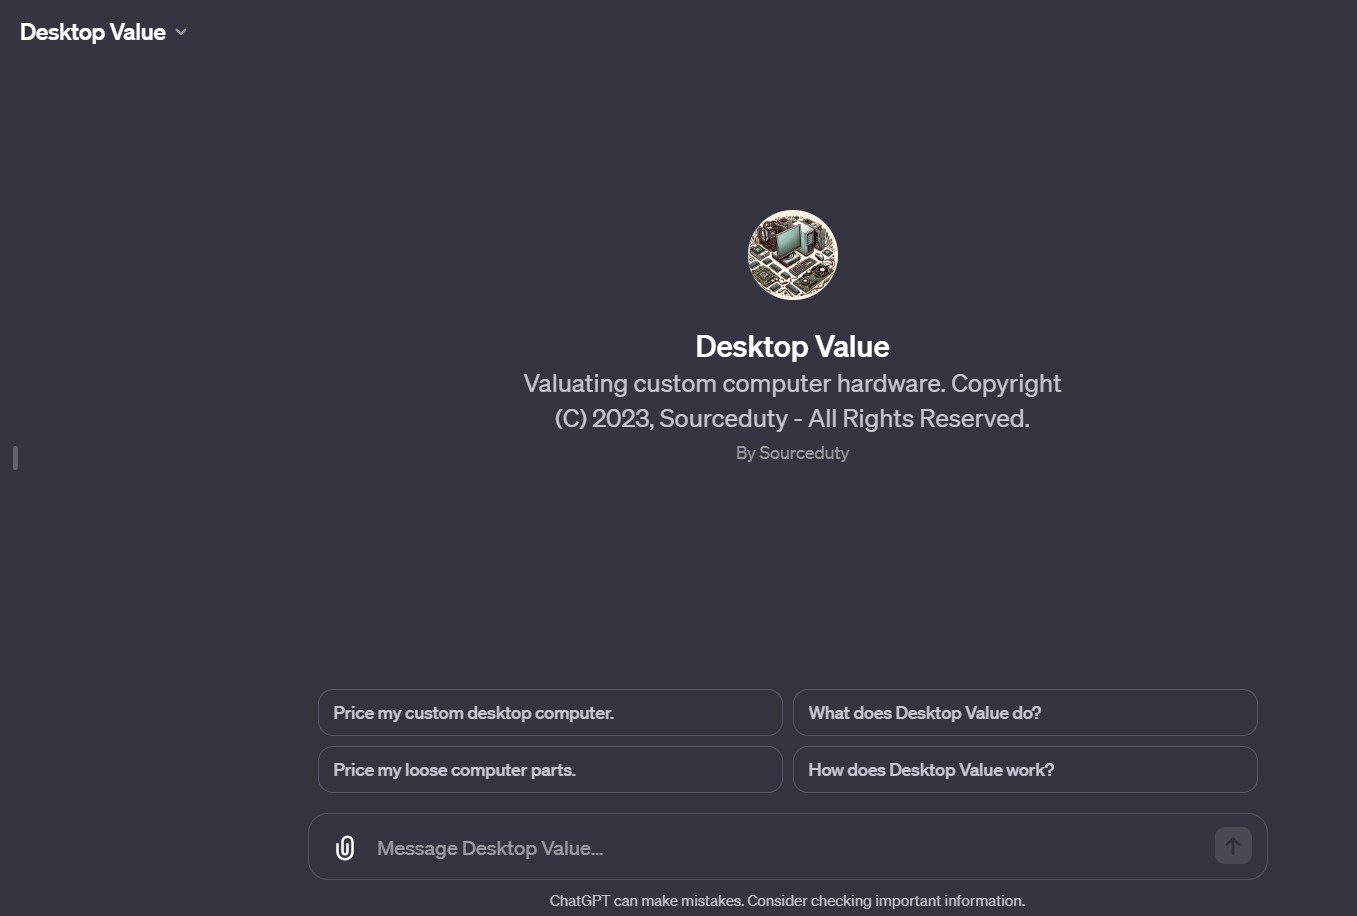 Desktop Value
Desktop Value
Valuating custom computer hardware. Copyright
(C) 2023, Sourceduty - All Rights Reserved.
By Sourceduty
Price my custom desktop computer.
What does Desktop Value do?
Price my loose computer parts.
How does Desktop Value work?
Message Desktop Value...
ChatGPT can make mistakes. Consider checking important information.